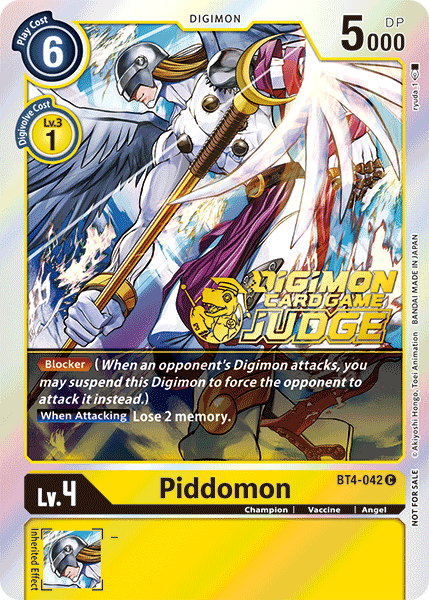 Play Cost
6
DIGIMON
DP
5000
Digivolve Cost
Lv.3
1
ryuda-1
DIGIMON
CARD GAME
JUDGE
Blocker (When an opponent's Digimon attacks, you
may suspend this Digimon to force the opponent to
attack it instead.)
When Attacking Lose 2 memory.
©Akiyoshi Hongo, Toei Animation BANDAI MADE IN JAPAN
NOT FOR SALE
BT4-042 C
Lv.4
Piddomon
Champion | Vaccine | Angel
Inherited Effect
–